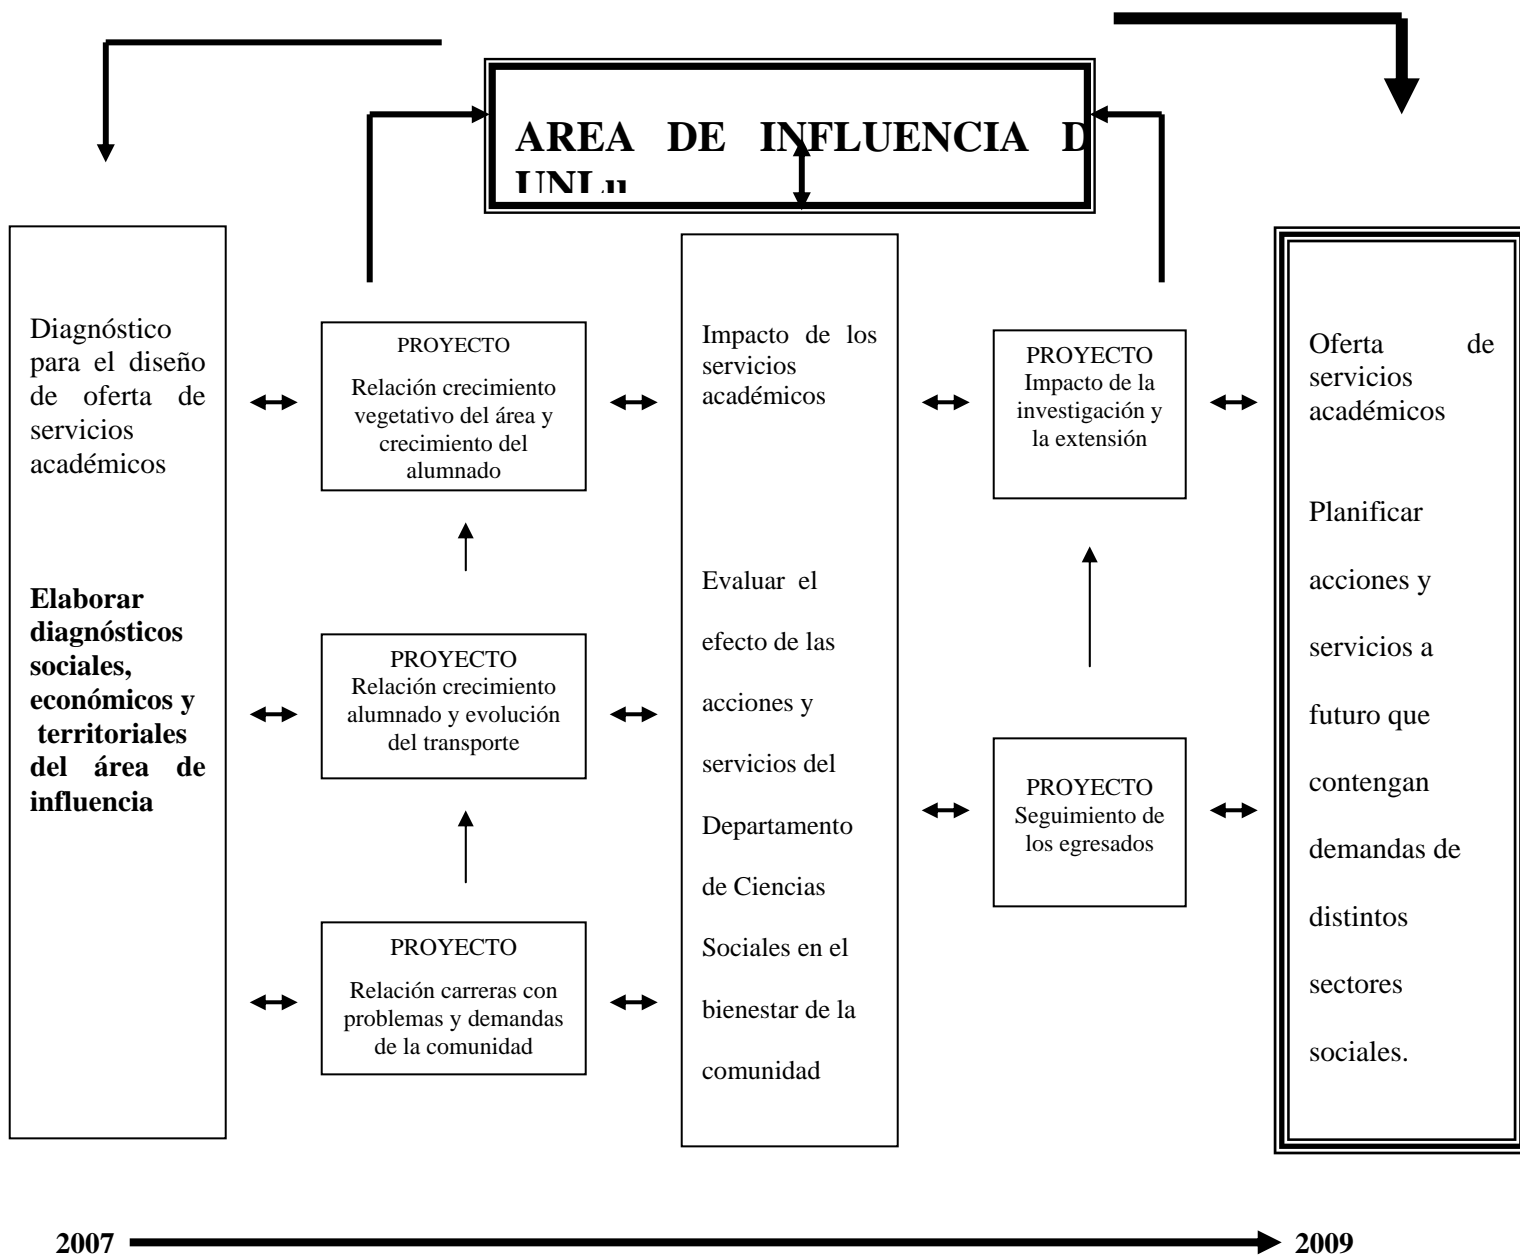 AREA DE INFLUENCIA D
UNLu
Diagnóstico
para el diseño
de oferta de
servicios
académicos
Elaborar
diagnósticos
sociales,
económicos y
territoriales
del área de
influencia
PROYECTO
Relación crecimiento
vegetativo del área y
crecimiento del
alumnado
PROYECTO
Relación crecimiento
alumnado y evolución
del transporte
PROYECTO
Relación carreras con
problemas y demandas
de la comunidad
Impacto de los
servicios
académicos
Evaluar el
efecto de las
acciones y
servicios del
Departamento
de Ciencias
Sociales en el
bienestar de la
comunidad
PROYECTO
Impacto de la
investigación y
la extensión
PROYECTO
Seguimiento de
los egresados
Oferta de
servicios
académicos
Planificar
acciones y
servicios a
futuro que
contengan
demandas de
distintos
sectores
sociales.
2007
2009